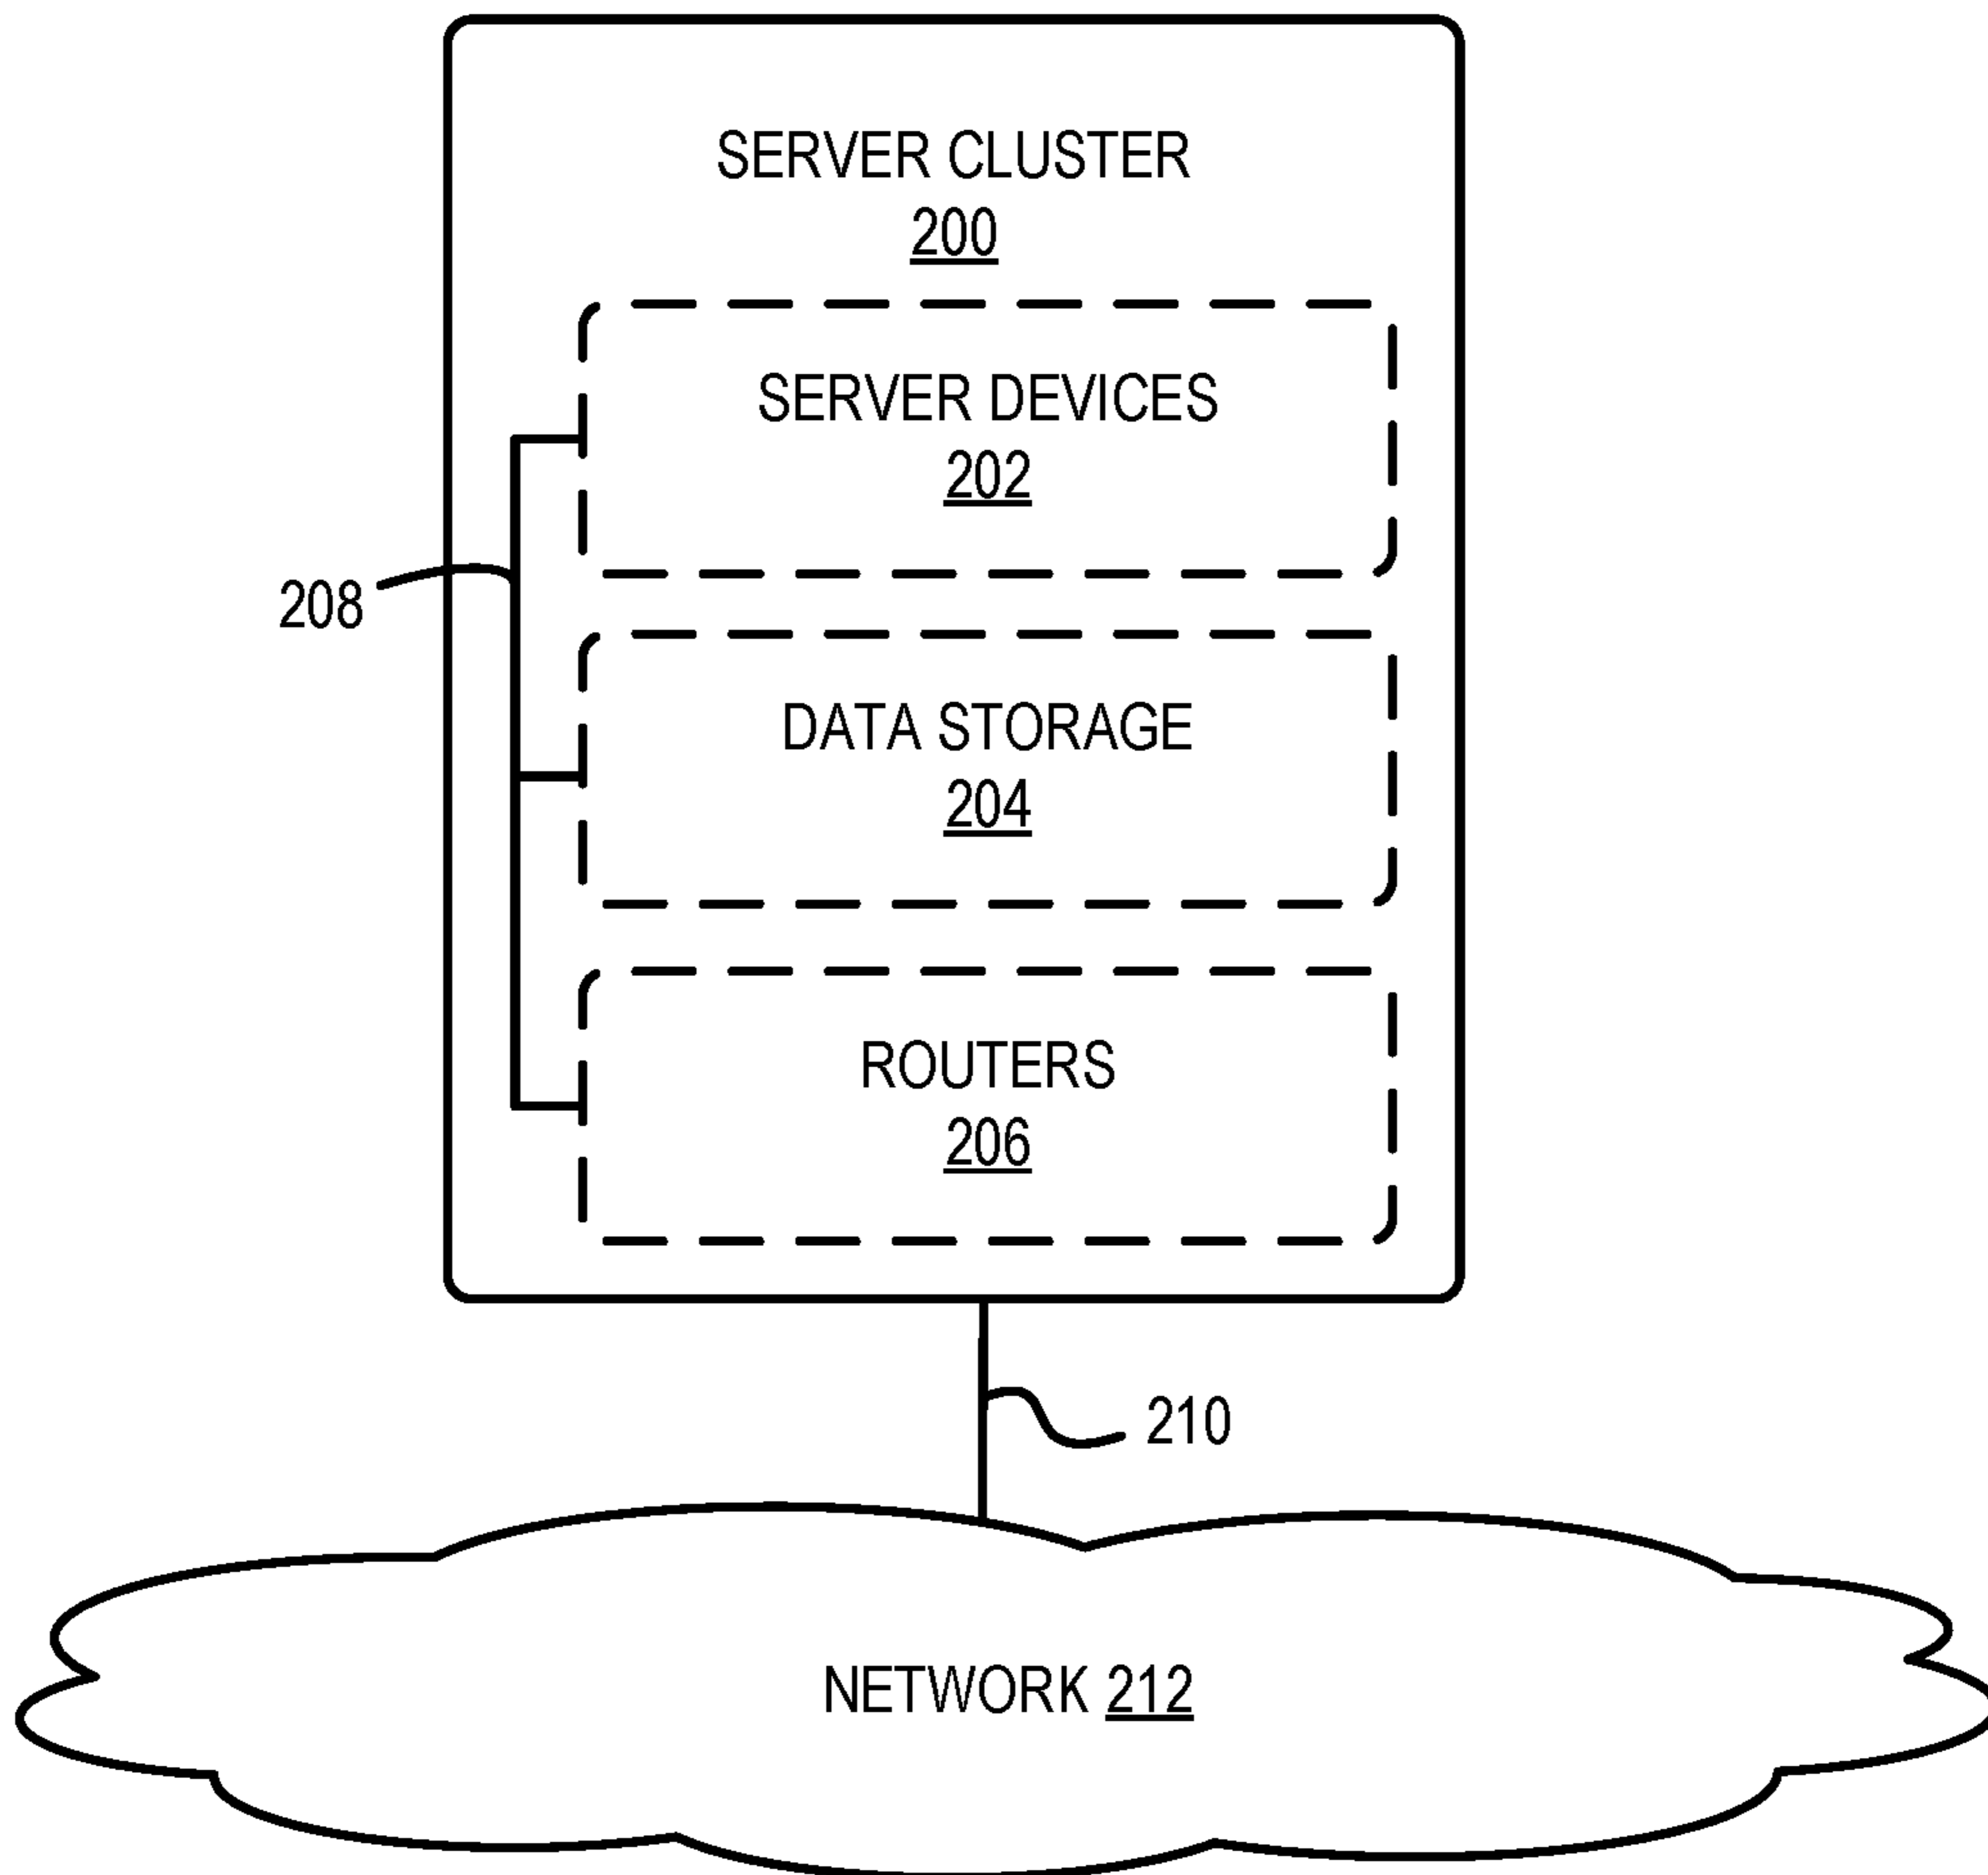 SERVER CLUSTER
200
SERVER DEVICES
202
208
DATA STORAGE
204
ROUTERS
206
210
NETWORK 212